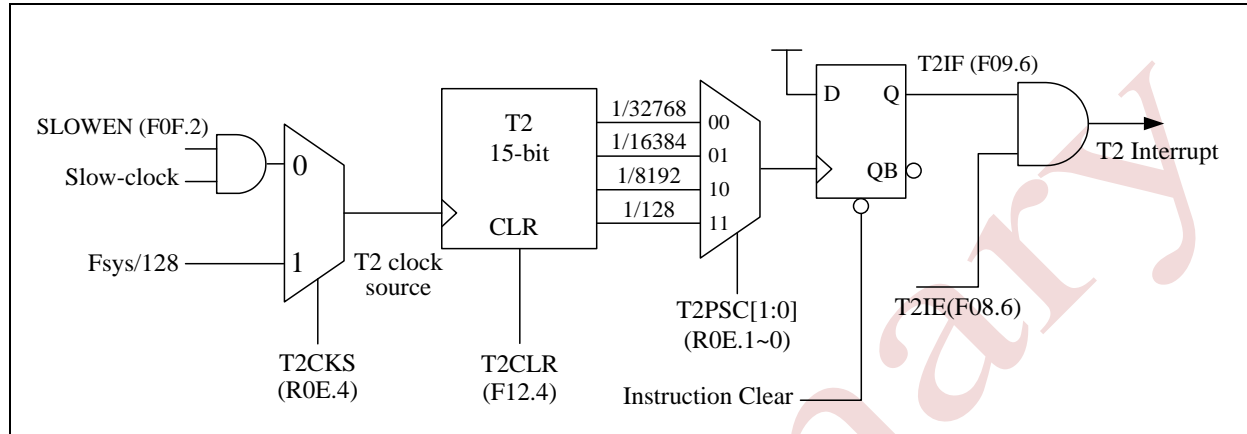 T2IF (F09.6)
D
Q
SLOWEN (F0F.2)
T2
15-bit
1/32768
00
1/16384
01
Slow-clock
0
T2 Interrupt
1/8192
10
QB
1/128
11
CLR
Fsys/128
1
T2 clock
source
T2PSC[1:0]
(R0E.1~0)
T2IE(F08.6)
T2CKS
(R0E.4)
T2CLR
(F12.4)
Instruction Clear